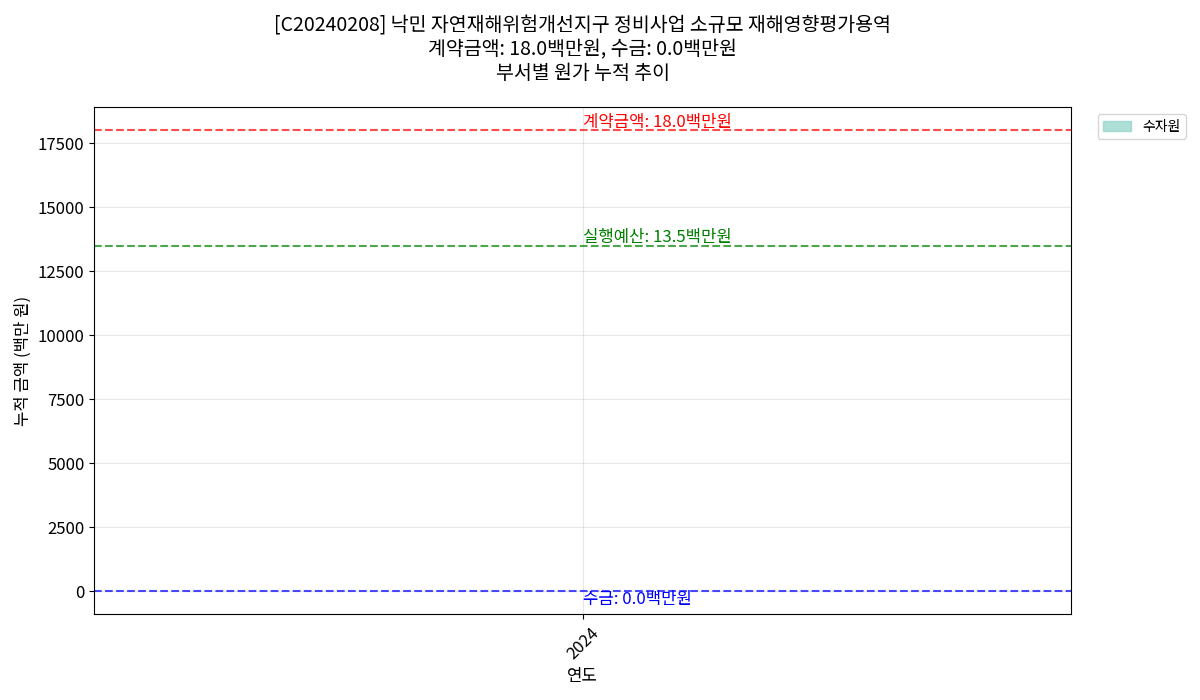 [C20240208] 낙민 자연재해위험개선지구 정비사업 소규모 재해영향평가용역
계약금액: 18.0백만원, 수금: 0.0백만원
부서별 원가 누적 추이
계약금액: 18.0백만원
수자원
17500
15000
실행예산: 13.5백만원
12500
10000
누적 금액 (백만 원)
7500
5000
2500
0
수금: 0.0백만원
2024
연도